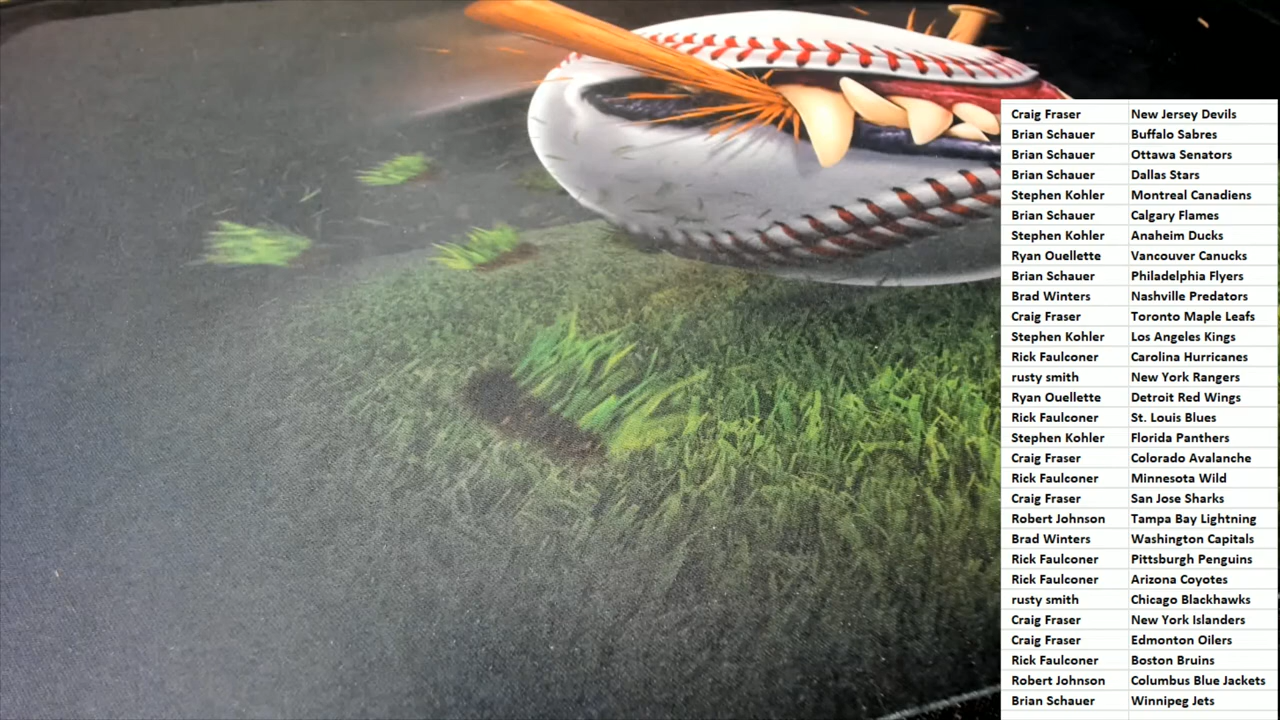 Craig Fraser New Jersey Devils
Brian Schauer Buffalo Sabres
Brian Schauer Ottawa Senators
Brian Schauer Dallas Stars
Stephen Kohler Montreal Canadiens
Brian Schauer Calgary Flames
Stephen Kohler Anaheim Ducks
Ryan Ouellette Vancouver Canucks
Brian Schauer Philadelphia Flyers
Brad Winters Nashville Predators
Craig Fraser Toronto Maple Leafs
Stephen Kohler Los Angeles Kings
Rick Faulconer Carolina Hurricanes
rusty smith New York Rangers
Ryan Ouellette Detroit Red Wings
Rick Faulconer St. Louis Blues
Stephen Kohler Florida Panthers
Craig Fraser Colorado Avalanche
Rick Faulconer Minnesota Wild
Craig Fraser San Jose Sharks
Robert Johnson Tampa Bay Lightning
Brad Winters Washington Capitals
Rick Faulconer Pittsburgh Penguins
Rick Faulconer Arizona Coyotes
rusty smith Chicago Blackhawks
Craig Fraser New York Islanders
Craig Fraser Edmonton Oilers
Rick Faulconer Boston Bruins
Robert Johnson Columbus Blue Jackets
Brian Schauer Winnipeg Jets